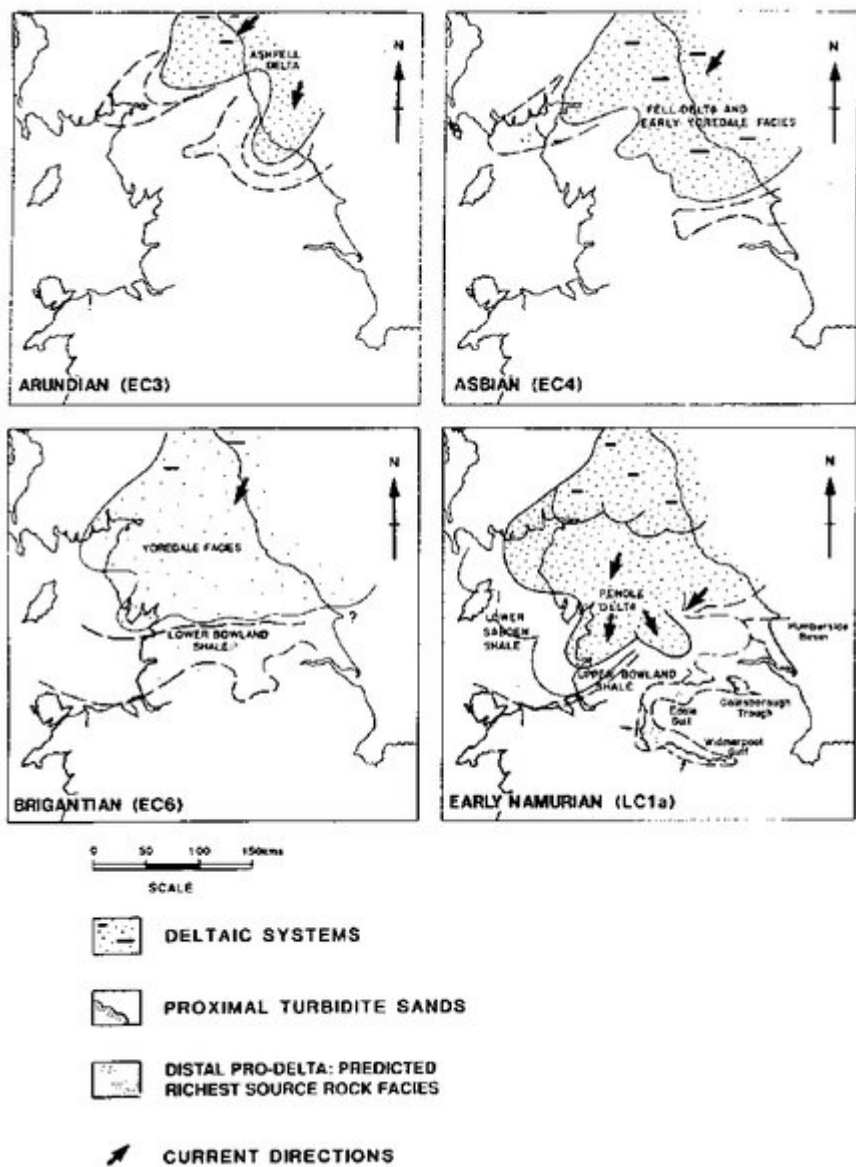 N
ASHFELL
DELTA
ARUNDIAN (EC3)
N
FELL DELTA AND
EARLY YOREDALE FACIES
ASBIAN (EC4)
N
YOREDALE FACIES
?
LOWER BOWLAND
SHALE
BRIGANTIAN (EC6)
N
PENDLE
DELTA
LOWER
SABDEN
SHALE
Humberside
Basin
UPPER BOWLAND
SHALE
Edale
Gulf
Gainsborough
Trough
Widmerpool
Gulf
EARLY NAMURIAN (LC1a)
0 50 100 150kms
SCALE
DELTAIC SYSTEMS
PROXIMAL TURBIDITE SANDS
DISTAL PRO-DELTA: PREDICTED
RICHEST SOURCE ROCK FACIES
CURRENT DIRECTIONS